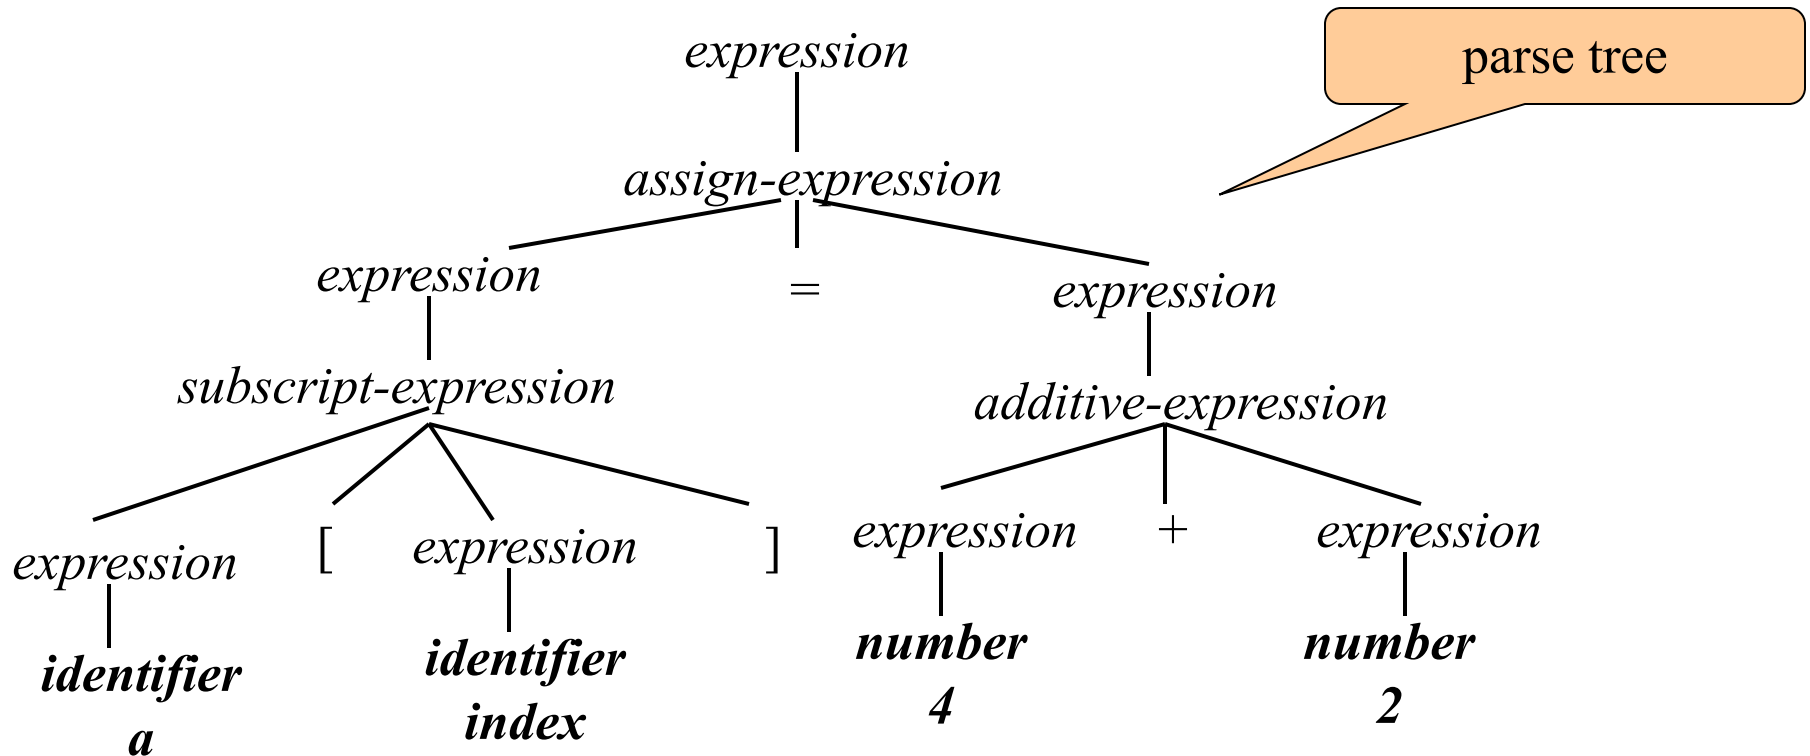 expression
parse tree
assign-expression
expression = expression
subscript-expression additive-expression
expression [ expression ] expression + expression
identifier identifier number number
a index 4 2